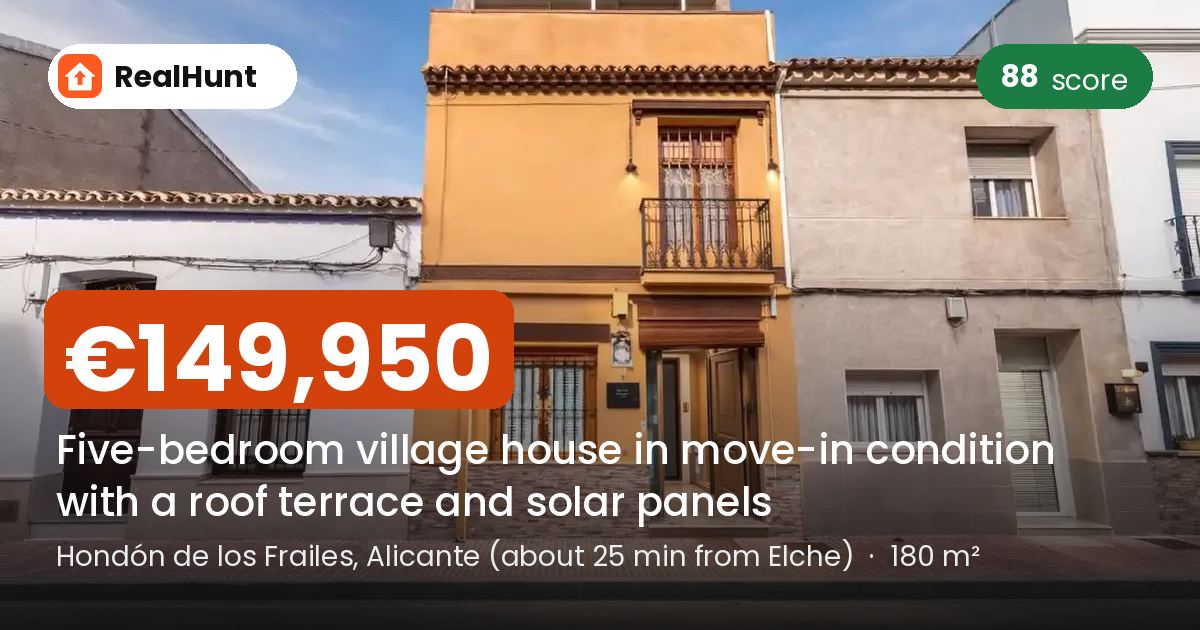 RealHunt
88 score
€149,950
Five-bedroom village house in move-in condition
with a roof terrace and solar panels
Hondón de los Frailes, Alicante (about 25 min from Elche) · 180 m²